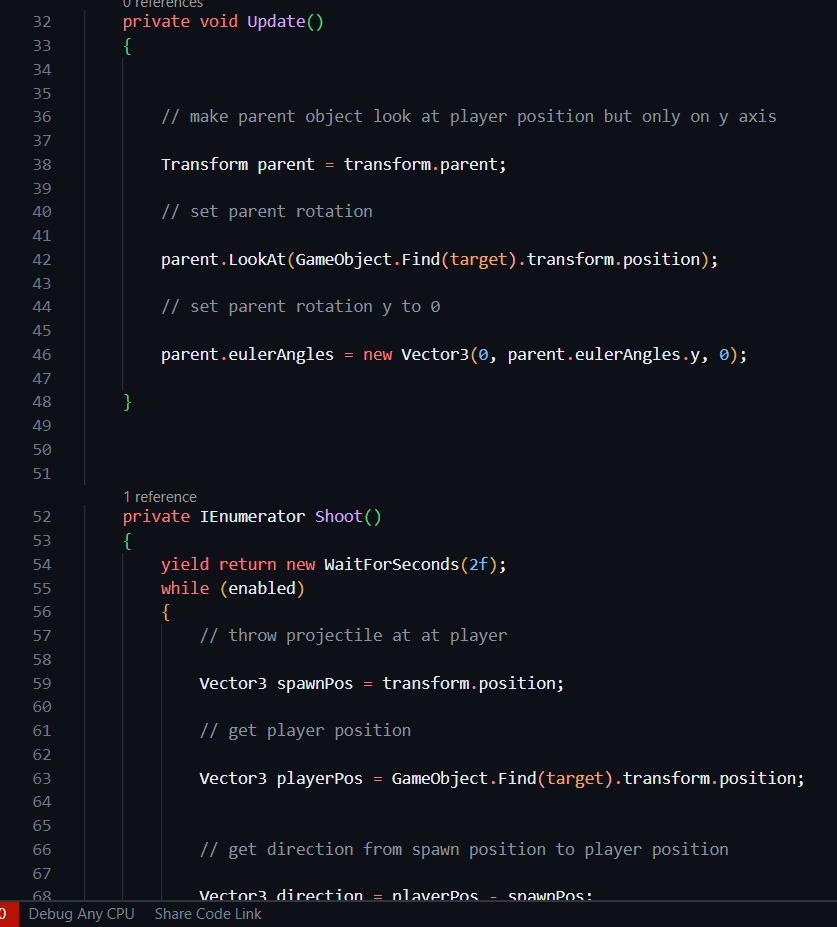 0 references
32 private void Update()
33 {
34
35
36 // make parent object look at player position but only on y axis
37
38 Transform parent = transform.parent;
39
40 // set parent rotation
41
42 parent.LookAt(GameObject.Find(target).transform.position);
43
44 // set parent rotation y to 0
45
46 parent.eulerAngles = new Vector3(0, parent.eulerAngles.y, 0);
47
48 }
49
50
51
1 reference
52 private IEnumerator Shoot()
53 {
54 yield return new WaitForSeconds(2f);
55 while (enabled)
56 {
57 // throw projectile at at player
58
59 Vector3 spawnPos = transform.position;
60
61 // get player position
62
63 Vector3 playerPos = GameObject.Find(target).transform.position;
64
65
66 // get direction from spawn position to player position
67
68 Vector3 direction = playerPos - spawnPos;
0 Debug Any CPU Share Code Link